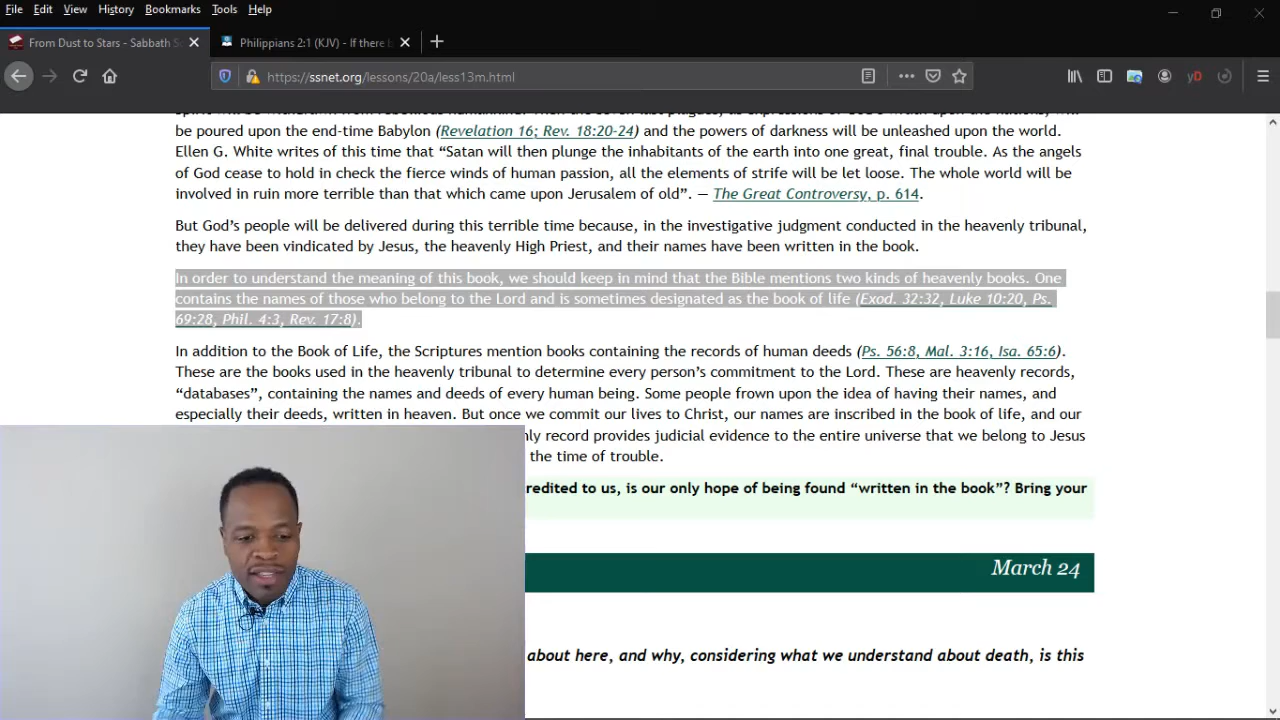 File Edit View History Bookmarks Tools Help
From Dust to Stars - Sabbath S
Philippians 2:1 (KJV) - If there
https://ssnet.org/lessons/20a/less13m.html
yD
be poured upon the end-time Babylon (Revelation 16; Rev. 18:20-24) and the powers of darkness will be unleashed upon the world.
Ellen G. White writes of this time that “Satan will then plunge the inhabitants of the earth into one great, final trouble. As the angels
of God cease to hold in check the fierce winds of human passion, all the elements of strife will be let loose. The whole world will be
involved in ruin more terrible than that which came upon Jerusalem of old”. — The Great Controversy, p. 614.
But God’s people will be delivered during this terrible time because, in the investigative judgment conducted in the heavenly tribunal,
they have been vindicated by Jesus, the heavenly High Priest, and their names have been written in the book.
In order to understand the meaning of this book, we should keep in mind that the Bible mentions two kinds of heavenly books. One
contains the names of those who belong to the Lord and is sometimes designated as the book of life (Exod. 32:32, Luke 10:20, Ps.
69:28, Phil. 4:3, Rev. 17:8).
In addition to the Book of Life, the Scriptures mention books containing the records of human deeds (Ps. 56:8, Mal. 3:16, Isa. 65:6).
These are the books used in the heavenly tribunal to determine every person’s commitment to the Lord. These are heavenly records,
“databases”, containing the names and deeds of every human being. Some people frown upon the idea of having their names, and
especially their deeds, written in heaven. But once we commit our lives to Christ, our names are inscribed in the book of life, and our
record provides judicial evidence to the entire universe that we belong to Jesus
the time of trouble.
to us, is our only hope of being found “written in the book”? Bring your
March 24
about here, and why, considering what we understand about death, is this